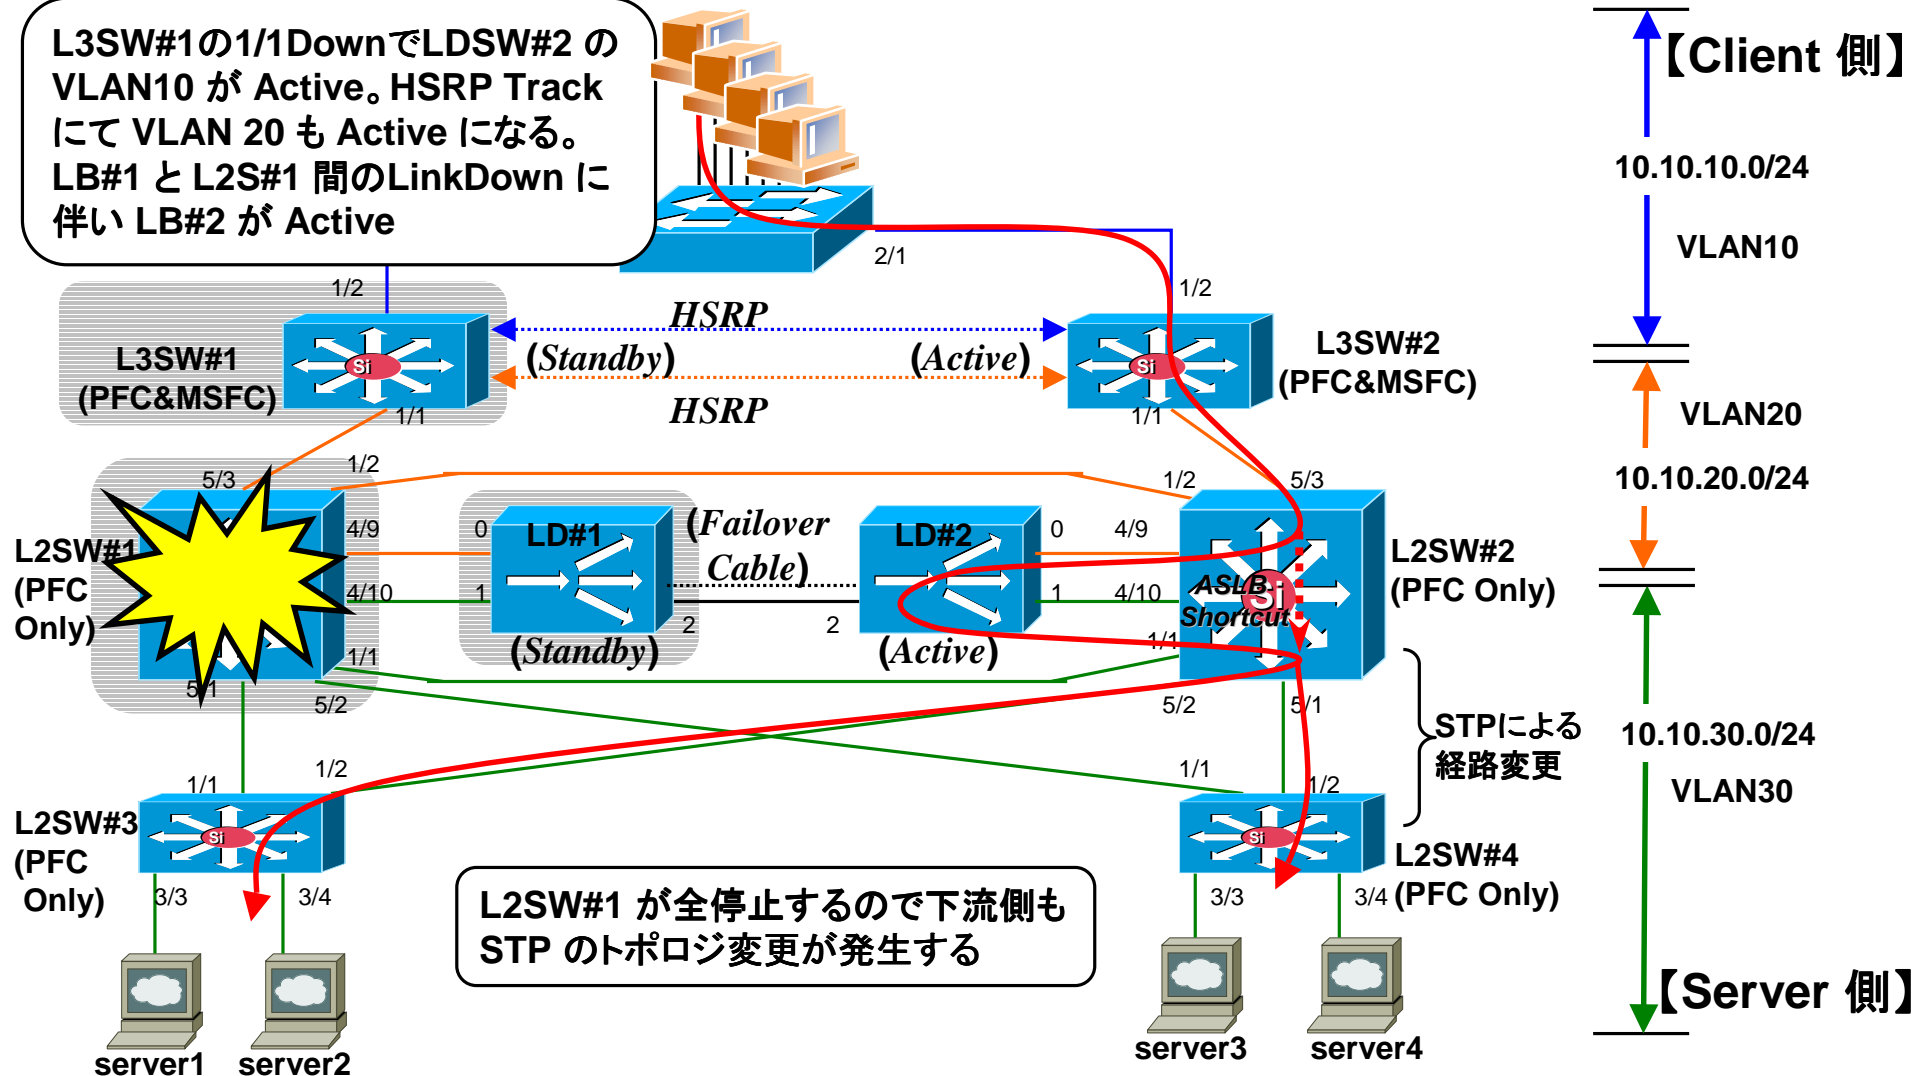 L3SW#1の1/1DownでLDSW#2 の
VLAN10 が Active。HSRP Track
にて VLAN 20 も Active になる。
LB#1 と L2S#1 間のLinkDown に
伴い LB#2 が Active
【Client 側】
10.10.10.0/24
VLAN10
2/1
1/2
1/2
HSRP
L3SW#1
(PFC&MSFC)
Si
(Standby)
(Active)
Si
L3SW#2
(PFC&MSFC)
HSRP
1/1
1/1
VLAN20
10.10.20.0/24
5/3
1/2
1/2
5/3
L2SW#1
(PFC
Only)
4/9
0
LD#1
(Failover
Cable)
LD#2
0
4/9
L2SW#2
(PFC Only)
4/10
1
1
4/10
ASLB-
Shortcut
Si
2
2
(Standby)
(Active)
1/1
1/1
5/1
5/2
5/2
5/1
STPによる
経路変更
10.10.30.0/24
VLAN30
1/1
1/2
1/1
1/2
L2SW#3
(PFC
Only)
Si
Si
L2SW#4
(PFC Only)
3/3
3/4
3/3
3/4
L2SW#1 が全停止するので下流側も
STP のトポロジ変更が発生する
【Server 側】
server1
server2
server3
server4